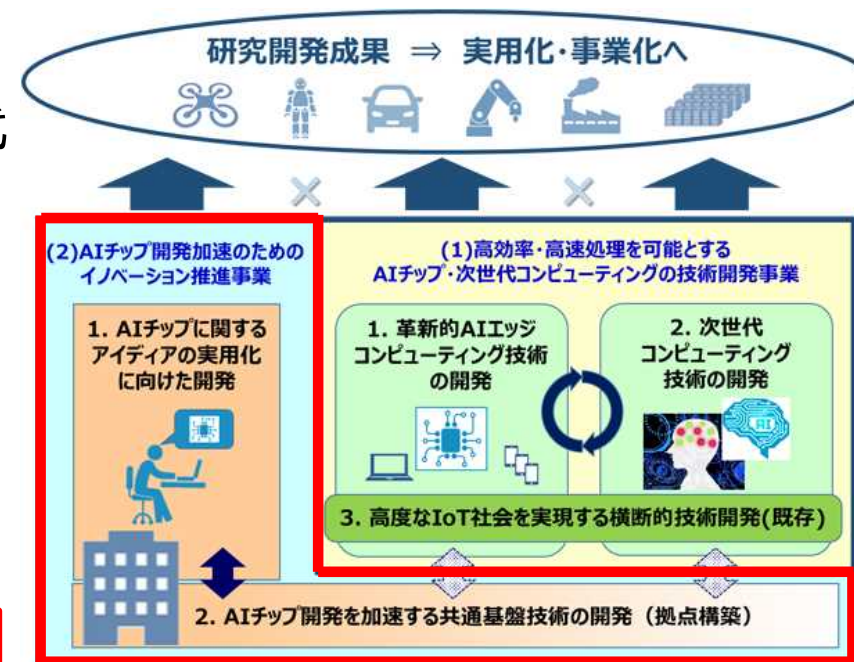 研究開発成果 ⇒ 実用化・事業化へ
(2)AIチップ開発加速のための
イノベーション推進事業
(1)高効率・高速処理を可能とする
AIチップ・次世代コンピューティングの技術開発事業
1. AIチップに関する
アイディアの実用化
に向けた開発
1. 革新的AIエッジ
コンピューティング技術
の開発
2. 次世代
コンピューティング
技術の開発
AI
3. 高度なIoT社会を実現する横断的技術開発(既存)
2. AIチップ開発を加速する共通基盤技術の開発（拠点構築）